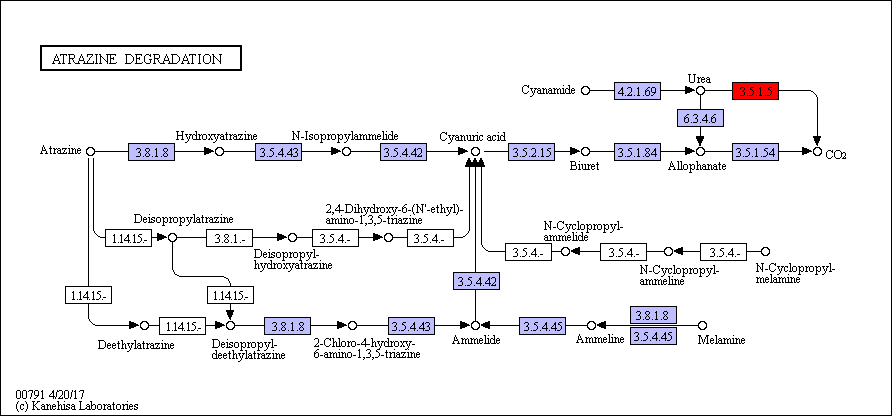 ATRAZINE DEGRADATION
Urea
Cyanamide
4.2.1.69
3.5.1.5
6.3.4.6
Hydroxyatrazine
N-Isopropylammelide
Cyanuric acid
Atrazine
3.8.1.8
3.5.4.43
3.5.4.42
3.5.2.15
3.5.1.84
3.5.1.54
CO2
Biuret
Allophanate
2,4-Dihydroxy-6-(N'-ethyl)-
amino-1,3,5-triazine
Deisopropylatrazine
1.14.15.-
3.8.1.-
3.5.4.-
3.5.4.-
Deisopropyl-
hydroxyatrazine
N-Cyclopropyl-
ammelide
3.5.4.-
3.5.4.-
3.5.4.-
N-Cyclopropyl-
ammeline
N-Cyclopropyl-
melamine
3.5.4.42
1.14.15.-
1.14.15.-
Deethylatrazine
1.14.15.-
Deisopropyl-
deethylatrazine
3.8.1.8
2-Chloro-4-hydroxy-
6-amino-1,3,5-triazine
3.5.4.43
Ammelide
3.5.4.45
Ammeline
3.8.1.8
3.5.4.45
Melamine
00791 4/20/17
(c) Kanehisa Laboratories